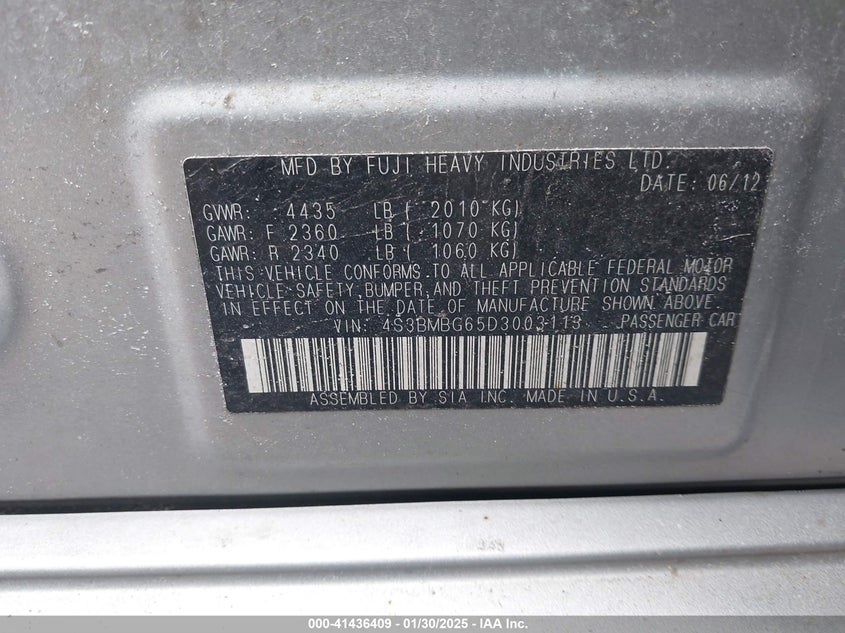 MFD BY FUJI HEAVY INDUSTRIES LTD.
DATE: 06/12
GVWR: 4435 LB ( 2010 KG)
GAWR: F 2360 LB ( 1070 KG)
GAWR: R 2340 LB ( 1060 KG)
THIS VEHICLE CONFORMS TO ALL APPLICABLE FEDERAL MOTOR
VEHICLE SAFETY, BUMPER, AND THEFT PREVENTION STANDARDS
IN EFFECT ON THE DATE OF MANUFACTURE SHOWN ABOVE.
VIN: 4S3BMBG65D3003113 PASSENGER CAR
ASSEMBLED BY SIA INC. MADE IN U.S.A.
000-41436409 - 01/30/2025 - IAA Inc.